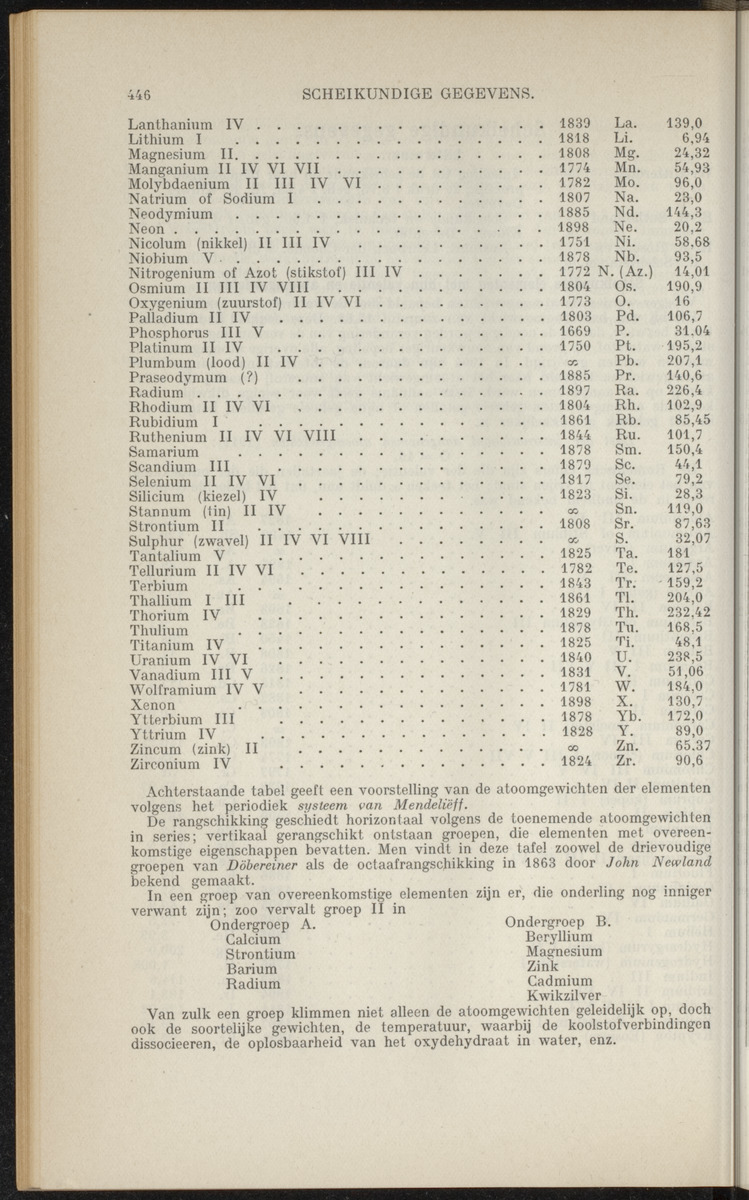 446 SCHEIKUNDIGE GEGEVENS.
Lanthanium IV . . . . . . . . . . . . . . . 1839 La. 139,0
Lithium I . . . . . . . . . . . . . . . . 1818 Li. 6,94
Magnesium II. . . . . . . . . . . . . . . . 1808 Mg. 24,32
Manganium II IV VI VII . . . . . . . . . . . 1774 Mn. 54,93
Molybdaenium II III IV VI . . . . . . . . . 1782 Mo. 96,0
Natrium of Sodium I . . . . . . . . . . . . 1807 Na. 23,0
Neodymium . . . . . . . . . . . . . . . . 1885 Nd. 144,3
Neon . . . . . . . . . . . . . . . . . . . 1898 Ne. 20,2
Nicolum (nikkel) II III IV . . . . . . . . . . 1751 Ni. 58,68
Niobium V . . . . . . . . . . . . . . . . . 1878 Nb. 93,5
Nitrogenium of Azot (stikstof) III IV . . . . . . . 1772 N. (Az.) 14,01
Osmium II III IV VIII . . . . . . . . . . . 1804 Os. 190,9
Oxygenium (zuurstof) II IV VI . . . . . . . . . 1773 O. 16
Palladium II IV . . . . . . . . . . . . . . 1803 Pd. 106,7
Phosphorus III V . . . . . . . . . . . . . 1669 P. 31.04
Platinum II IV . . . . . . . . . . . . . . 1750 Pt. 195,2
Plumbum (lood) II IV . . . . . . . . . . . . ∞ Pb. 207,1
Praseodymum (?) . . . . . . . . . . . . . 1885 Pr. 140,6
Radium . . . . . . . . . . . . . . . . . . 1897 Ra. 226,4
Rhodium II IV VI . . . . . . . . . . . . . 1804 Rh. 102,9
Rubidium I . . . . . . . . . . . . . . . 1861 Rb. 85,45
Ruthenium II IV VI VIII . . . . . . . . . . 1844 Ru. 101,7
Samarium . . . . . . . . . . . . . . . . 1878 Sm. 150,4
Scandium III . . . . . . . . . . . . . . 1879 Sc. 44,1
Selenium II IV VI . . . . . . . . . . . . . 1817 Se. 79,2
Silicium (kiezel) IV . . . . . . . . . . . . 1823 Si. 28,3
Stannum (tin) II IV . . . . . . . . . . . . ∞ Sn. 119,0
Strontium II . . . . . . . . . . . . . . . 1808 Sr. 87,63
Sulphur (zwavel) II IV VI VIII . . . . . . . . ∞ S. 32,07
Tantalium V . . . . . . . . . . . . . . 1825 Ta. 181
Tellurium II IV VI . . . . . . . . . . . . . 1782 Te. 127,5
Terbium . . . . . . . . . . . . . . . . 1843 Tr. 159,2
Thallium I III . . . . . . . . . . . . . 1861 Tl. 204,0
Thorium IV . . . . . . . . . . . . . . . 1829 Th. 232,42
Thulium . . . . . . . . . . . . . . . . 1878 Tu. 168,5
Titanium IV . . . . . . . . . . . . . . . 1825 Ti. 48,1
Uranium IV VI . . . . . . . . . . . . . . 1840 U. 238,5
Vanadium III V . . . . . . . . . . . . . . 1831 V. 51,06
Wolframium IV V . . . . . . . . . . . . . 1781 W. 184,0
Xenon . . . . . . . . . . . . . . . . 1898 X. 130,7
Ytterbium III . . . . . . . . . . . . . . 1878 Yb. 172,0
Yttrium IV . . . . . . . . . . . . . . . 1828 Y. 89,0
Zincum (zink) II . . . . . . . . . . . . . ∞ Zn. 65.37
Zirconium IV . . . . . . . . . . . . . . 1824 Zr. 90,6
Achterstaande tabel geeft een voorstelling van de atoomgewichten der elementen
volgens het periodiek systeem van Mendeliëff.
De rangschikking geschiedt horizontaal volgens de toenemende atoomgewichten
in series; vertikaal gerangschikt ontstaan groepen, die elementen met overeen-
komstige eigenschappen bevatten. Men vindt in deze tafel zoowel de drievoudige
groepen van Döbereiner als de octaafrangschikking in 1863 door John Newland
bekend gemaakt.
In een groep van overeenkomstige elementen zijn er, die onderling nog inniger
verwant zijn; zoo vervalt groep II in
Ondergroep A. Ondergroep B.
Calcium Beryllium
Strontium Magnesium
Barium Zink
Radium Cadmium
Kwikzilver
Van zulk een groep klimmen niet alleen de atoomgewichten geleidelijk op, doch
ook de soortelijke gewichten, de temperatuur, waarbij de koolstofverbindingen
dissocieeren, de oplosbaarheid van het oxydehydraat in water, enz.